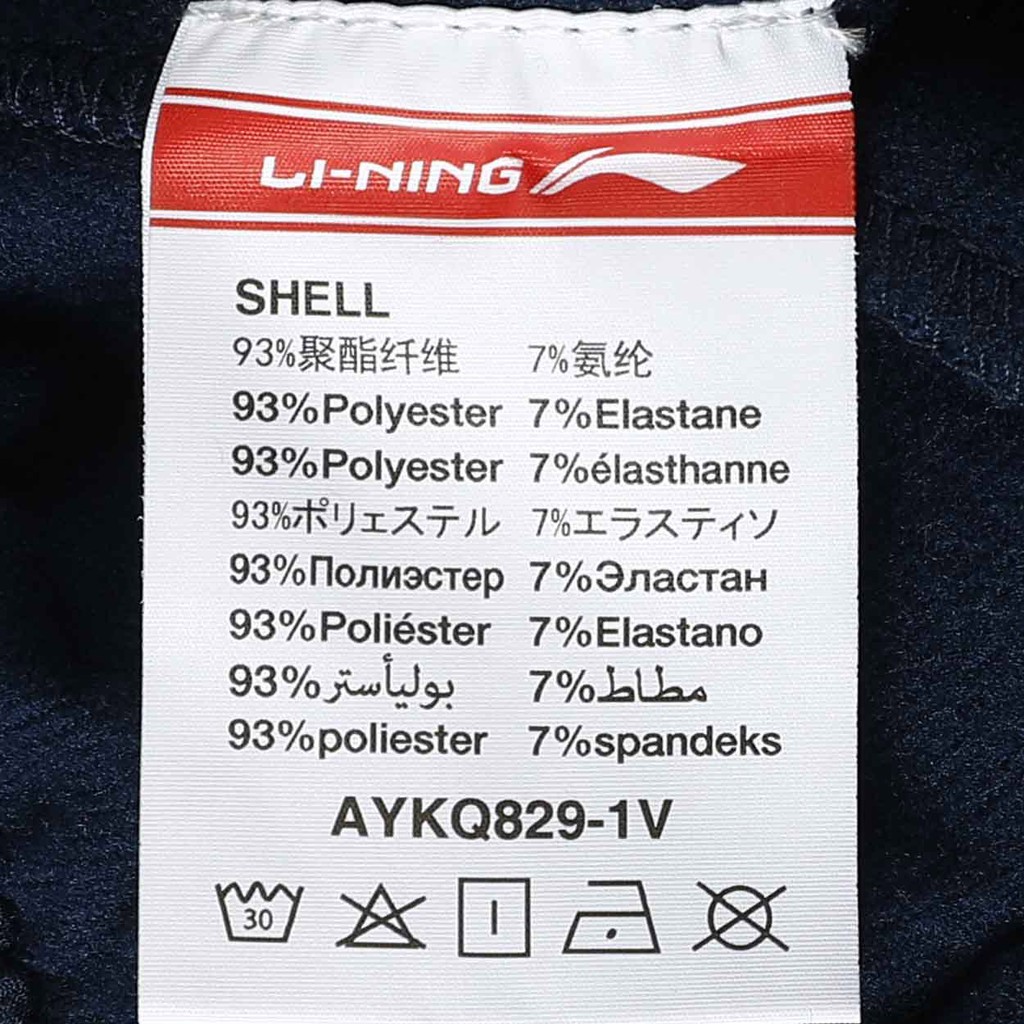 LI-NING
SHELL
93%聚酯纤维 7%氨纶
93%Polyester 7%Elastane
93%Polyester 7%élasthanne
93%ポリェステル 7%エラスティソ
93%Полиэстер 7%Эластан
93%Poliéster 7%Elastano
93%بوليأستر 7%مطاط
93%poliester 7%spandeks
AYKQ829-1V
30